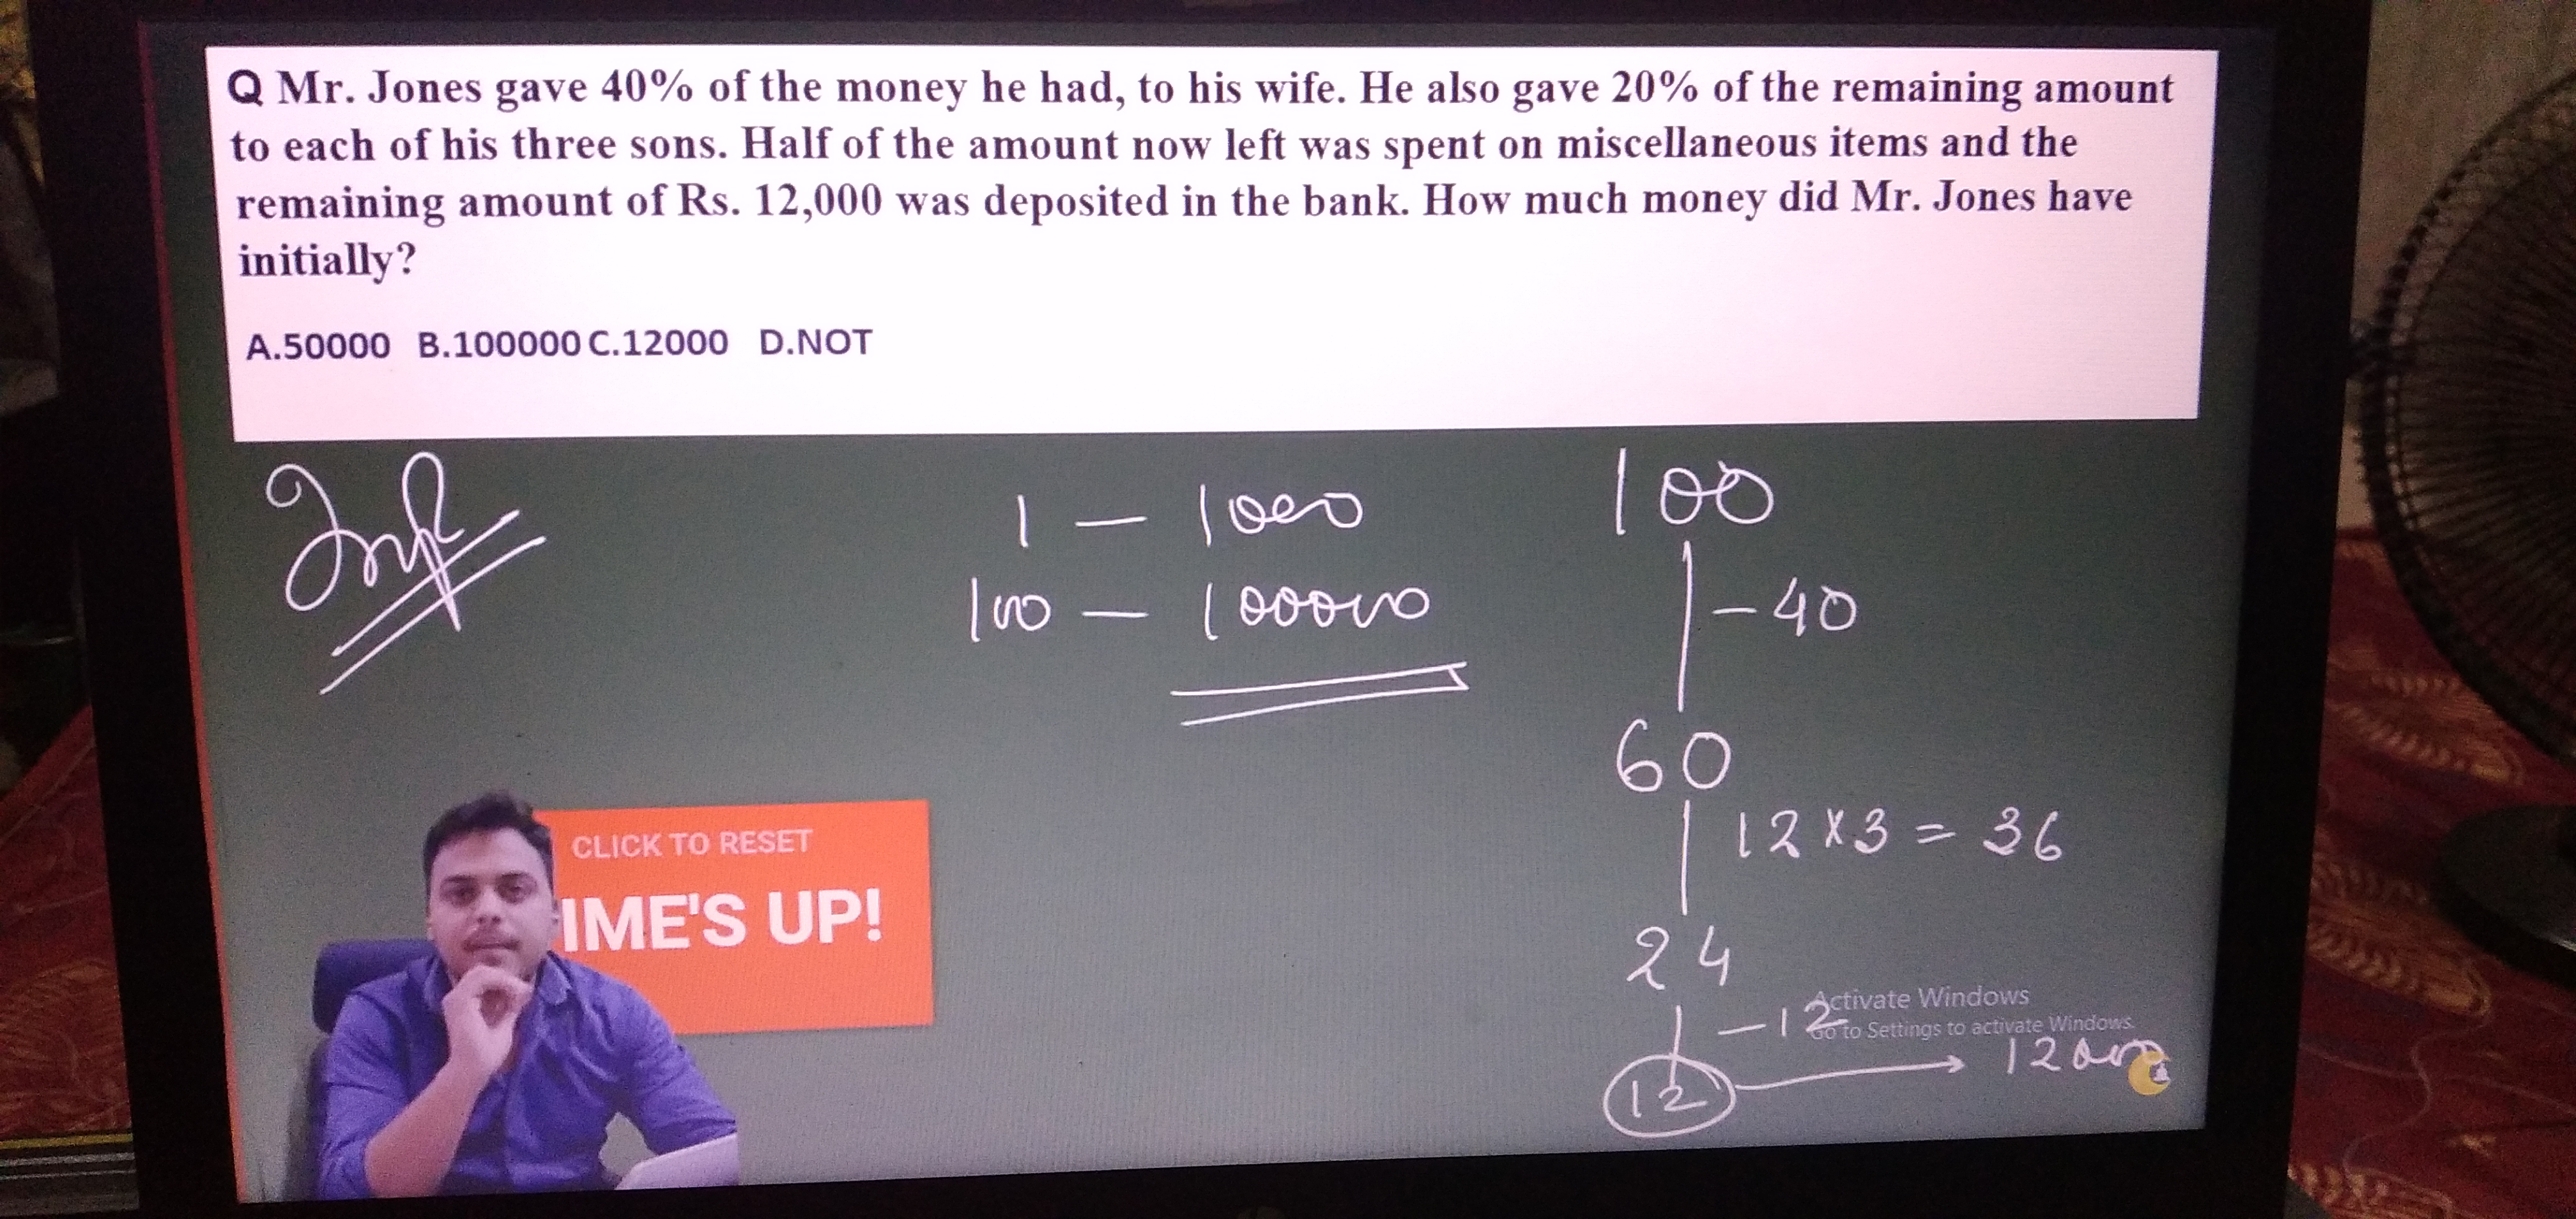 Q Mr. Jones gave 40% of the money he had, to his wife. He also gave 20% of the remaining amount
to each of his three sons. Half of the amount now left was spent on miscellaneous items and the
remaining amount of Rs. 12,000 was deposited in the bank. How much money did Mr. Jones have
initially?
A.50000 B.100000 C.12000 D.NOT
1 - 1000
100 - 100000
100
- 40
60
12 x 3 = 36
24
- 12
12
12000
CLICK TO RESET
IME'S UP!
Activate Windows
Go to Settings to activate Windows.